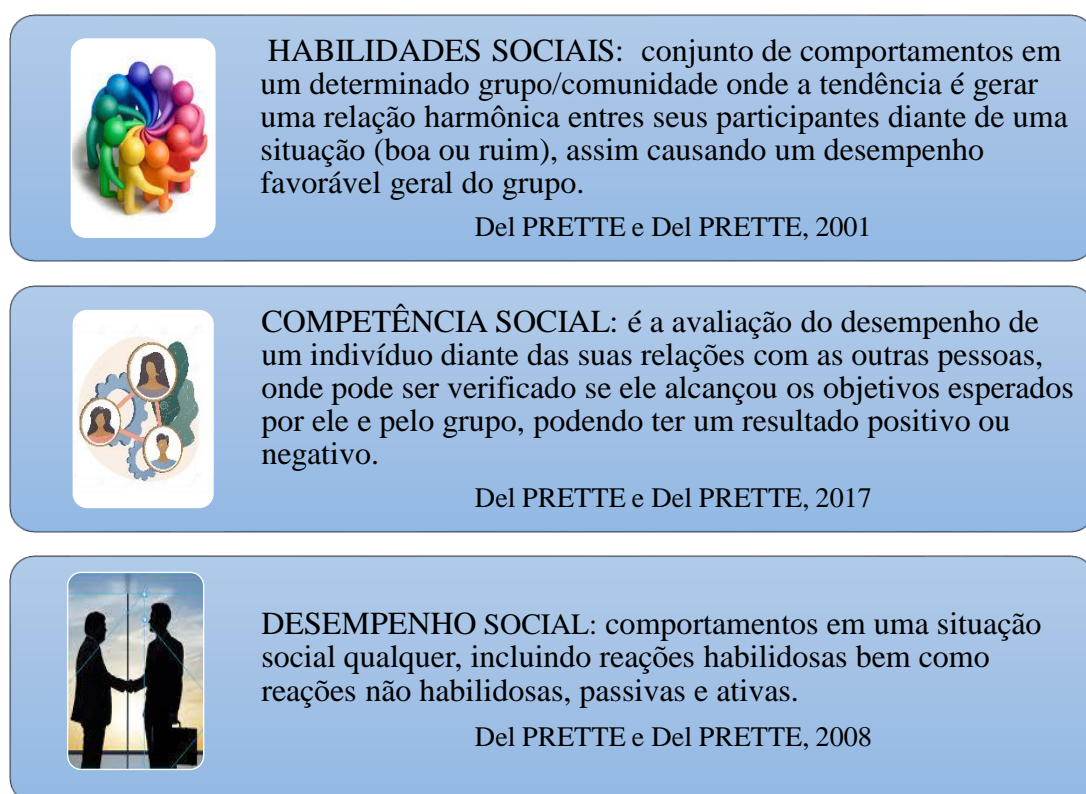 HABILIDADES SOCIAIS: conjunto de comportamentos em
um determinado grupo/comunidade onde a tendência é gerar
uma relação harmônica entres seus participantes diante de uma
situação (boa ou ruim), assim causando um desempenho
favorável geral do grupo.
Del PRETTE e Del PRETTE, 2001
COMPETÊNCIA SOCIAL: é a avaliação do desempenho de
um indivíduo diante das suas relações com as outras pessoas,
onde pode ser verificado se ele alcançou os objetivos esperados
por ele e pelo grupo, podendo ter um resultado positivo ou
negativo.
Del PRETTE e Del PRETTE, 2017
DESEMPENHO SOCIAL: comportamentos em uma situação
social qualquer, incluindo reações habilidosas bem como
reações não habilidosas, passivas e ativas.
Del PRETTE e Del PRETTE, 2008